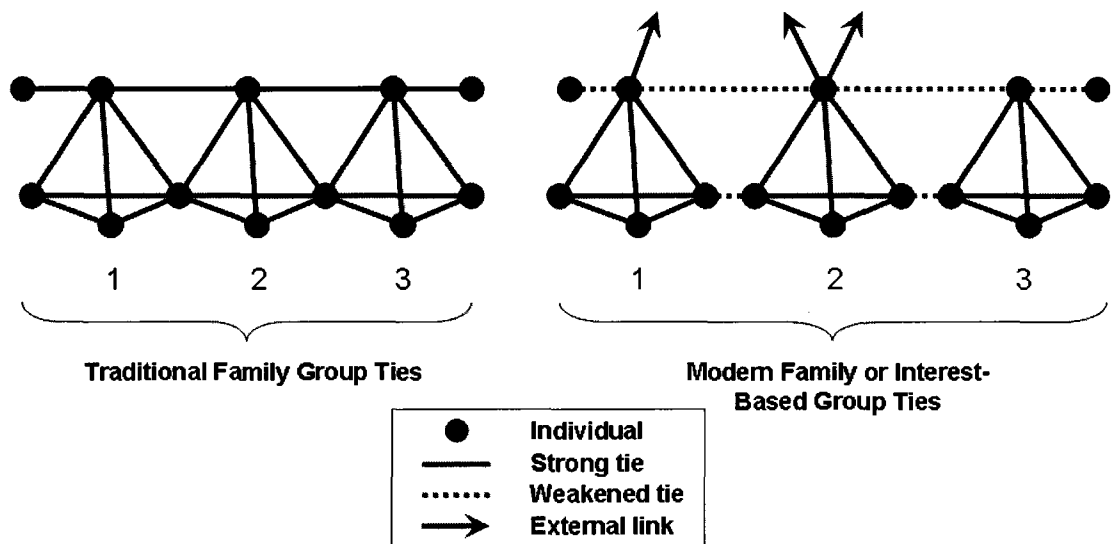 1 2 3
1 2 3
Traditional Family Group Ties
Modern Family or Interest-
Based Group Ties
Individual
Strong tie
Weakened tie
External link